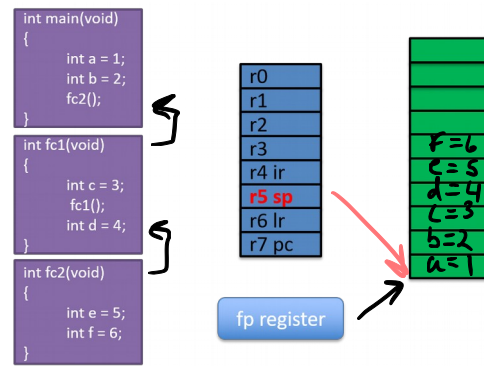 int main(void)
{
int a = 1;
int b = 2;
fc2();
}
int fc1(void)
{
int c = 3;
fc1();
int d = 4;
}
int fc2(void)
{
int e = 5;
int f = 6;
}
r0
r1
r2
r3
r4 ir
r5 sp
r6 lr
r7 pc
fp register
F=6
e=5
d=4
c=3
b=2
a=1